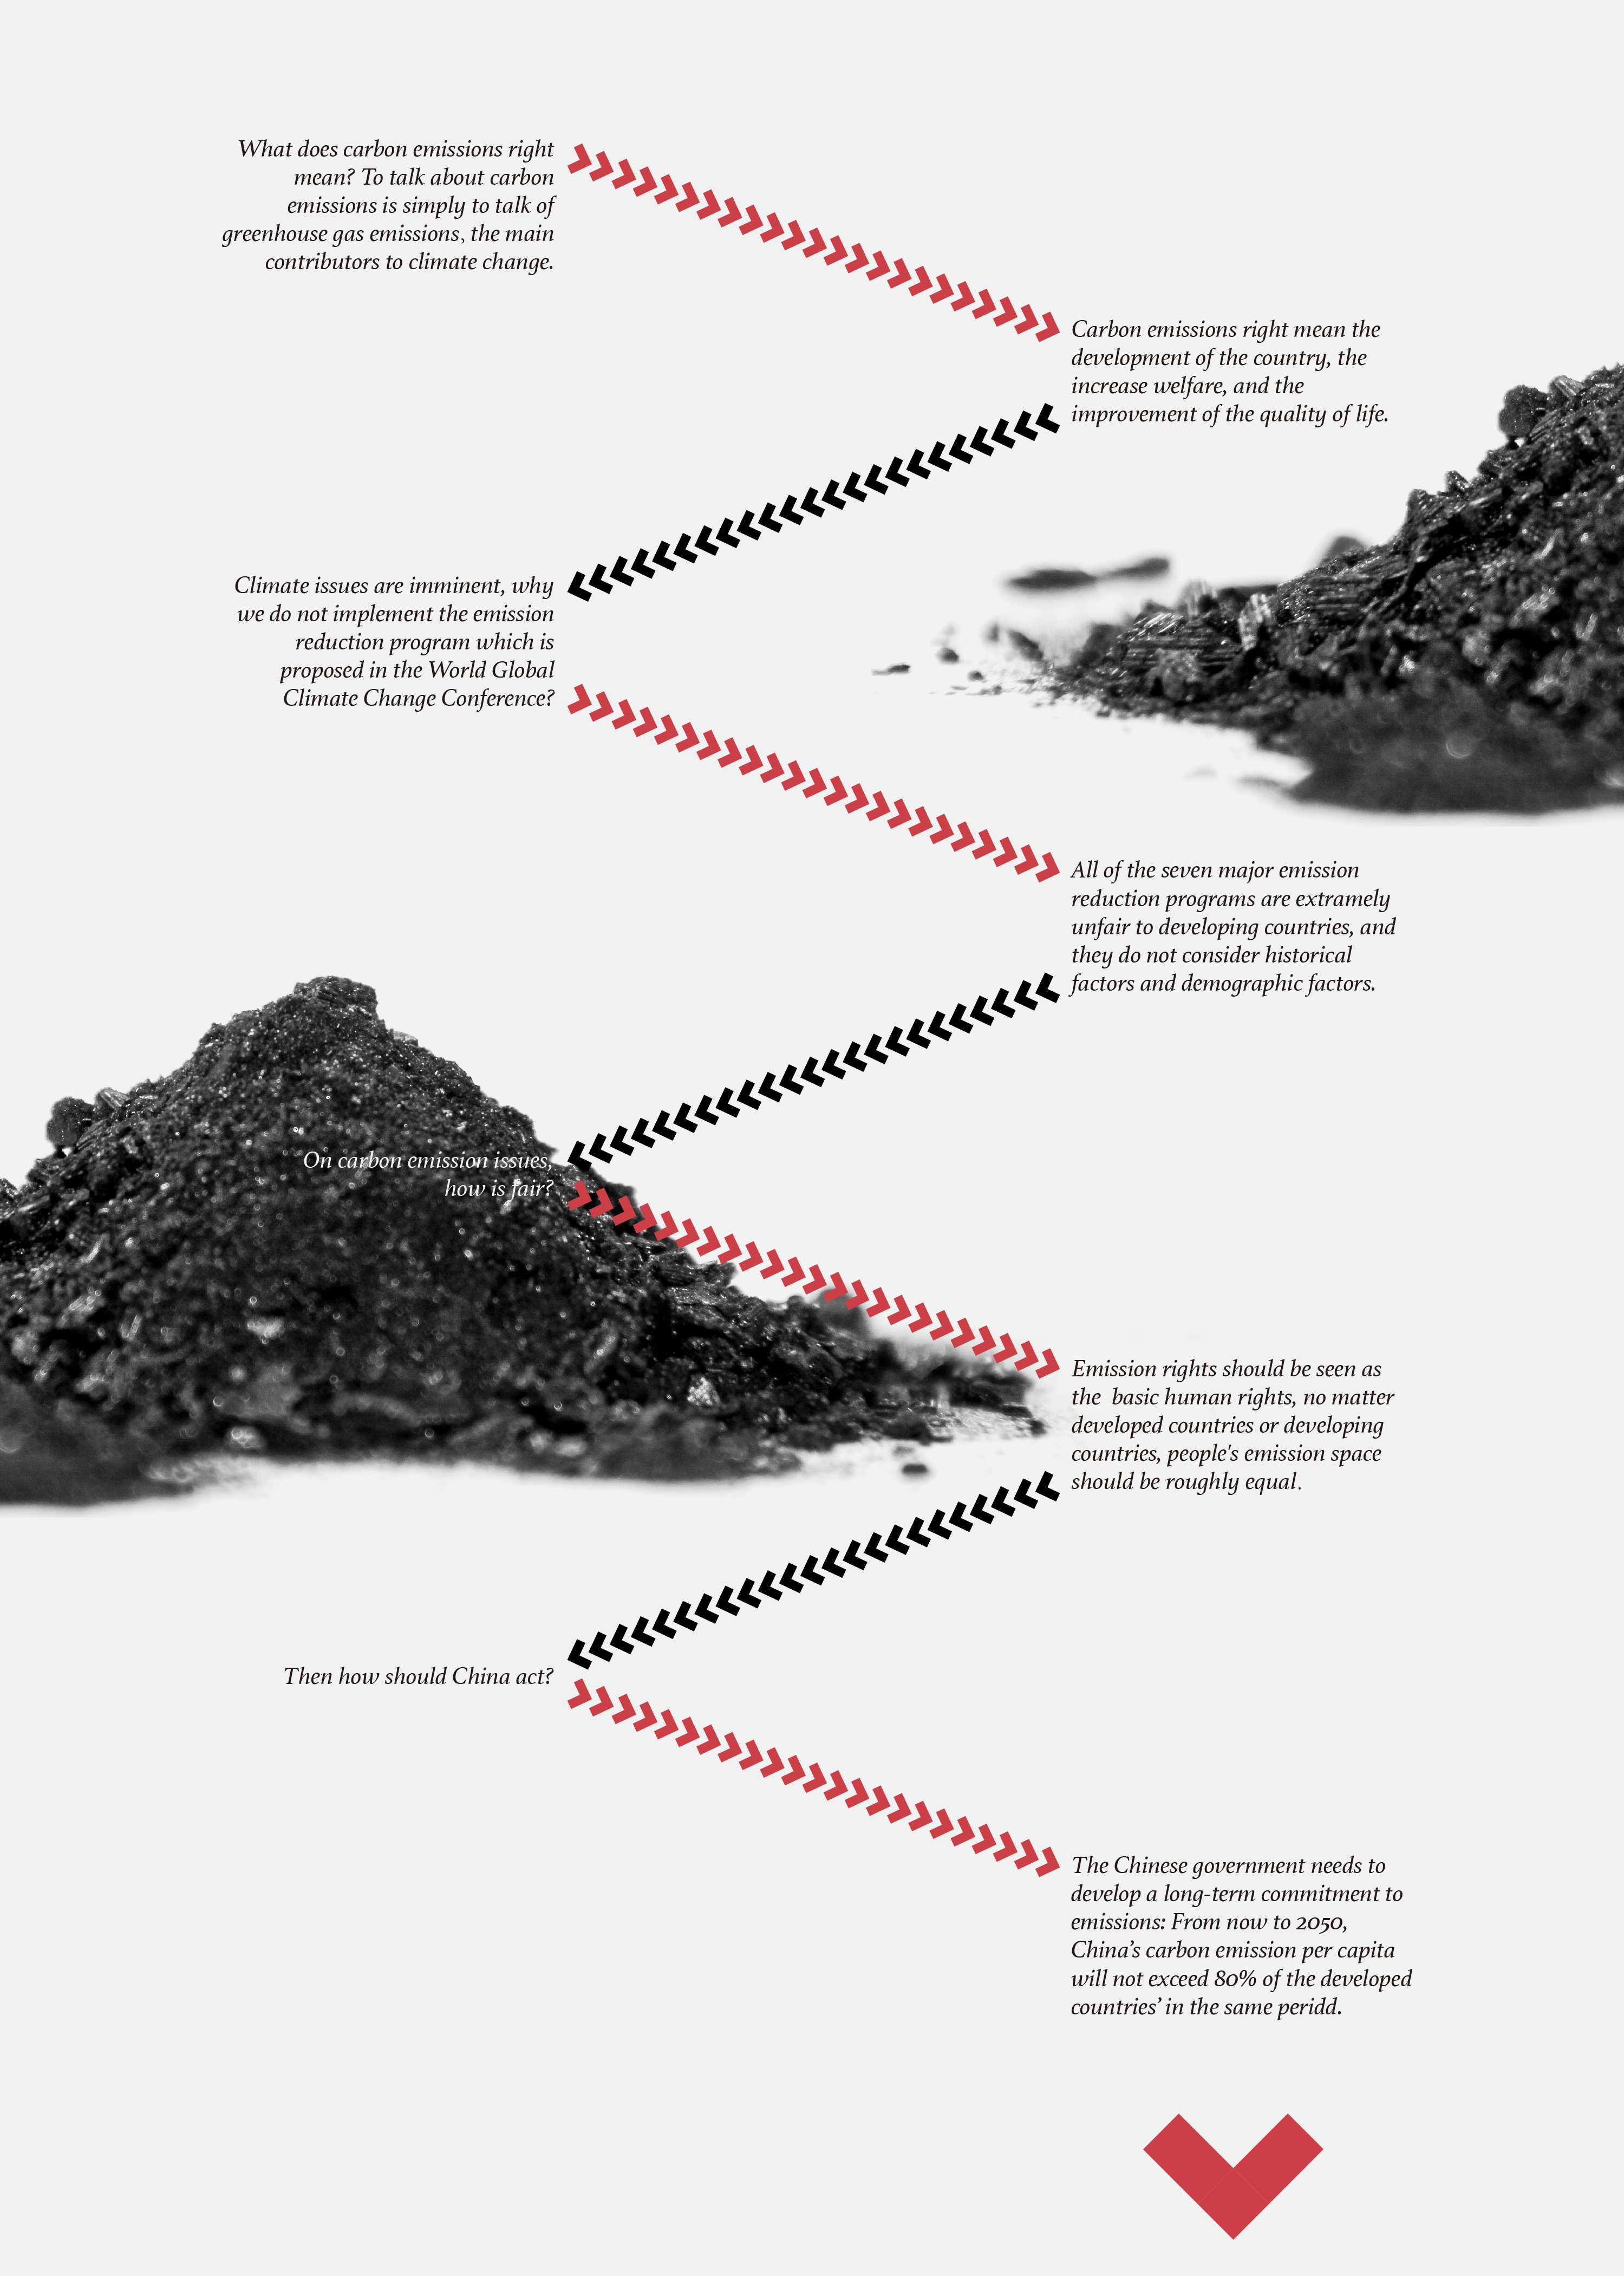 What does carbon emissions right
mean? To talk about carbon
emissions is simply to talk of
greenhouse gas emissions, the main
contributors to climate change.
Carbon emissions right mean the
development of the country, the
increase welfare, and the
improvement of the quality of life.
Climate issues are imminent, why
we do not implement the emission
reduction program which is
proposed in the World Global
Climate Change Conference?
All of the seven major emission
reduction programs are extramely
unfair to developing countries, and
they do not consider historical
factors and demographic factors.
On carbon emission issues,
how is fair?
Emission rights should be seen as
the  basic human rights, no matter
developed countries or developing
countries, people's emission space
should be roughly equal.
Then how should China act?
The Chinese government needs to
develop a long-term commitment to
emissions: From now to 2050,
China’s carbon emission per capita
will not exceed 80% of the developed
countries’ in the same peridd.